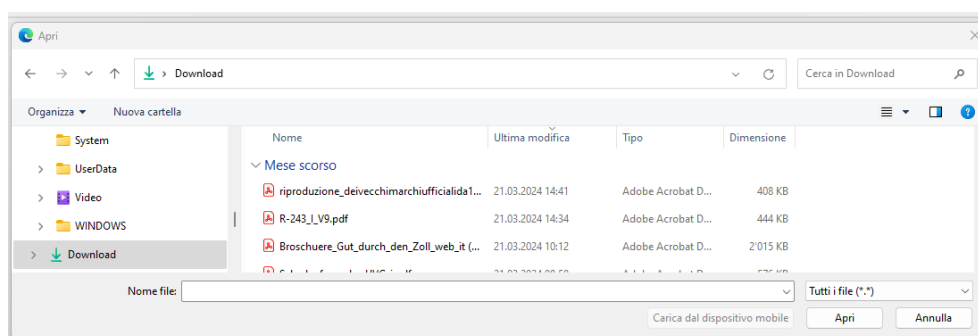 Apri
Download
Cerca in Download
Organizza
Nuova cartella
Nome
Ultima modifica
Tipo
Dimensione
System
UserData
Video
WINDOWS
Download
Mese scorso
riproduzione_deivecchimarchiufficialida1... 21.03.2024 14:41 Adobe Acrobat D... 408 KB
R-243_I_V9.pdf 21.03.2024 14:34 Adobe Acrobat D... 444 KB
Broschuere_Gut_durch_den_Zoll_web_it (... 21.03.2024 10:12 Adobe Acrobat D... 2'015 KB
Nome file:
Tutti i file (*.*)
Carica dal dispositivo mobile
Apri
Annulla